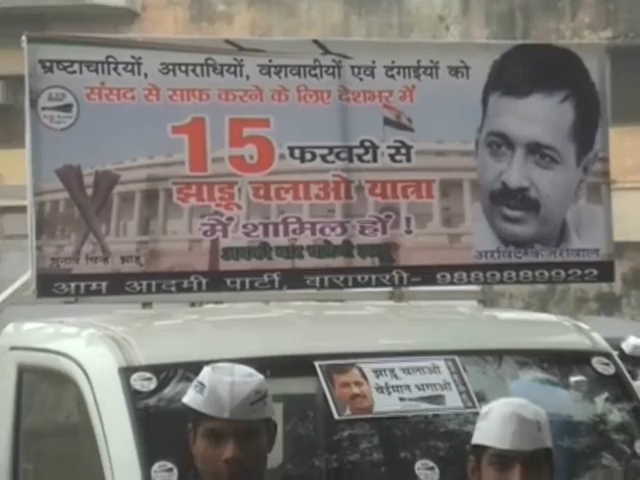 भ्रष्टाचारियों, अपराधियों, वंशवादीयों एवं दंगाईयों को
संसद से साफ करने के लिए देशभर में
15 फरवरी से
झाडू चलाओ यात्रा
में शामिल हों !
चुनाव चिन्ह: झाडू
अरविंद केजरीवाल
आम आदमी पार्टी, वाराणसी- 9889889922
झाडू चलाओ
बेईमान भगाओ